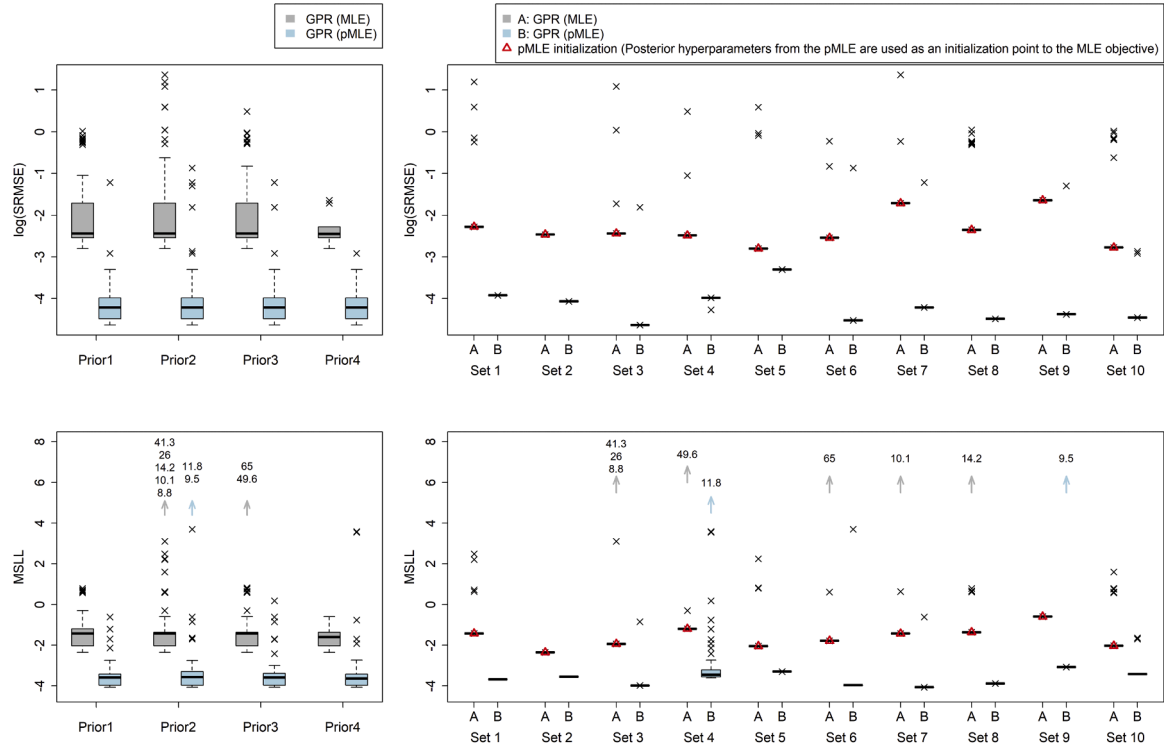 GPR (MLE)
GPR (pMLE)
A: GPR (MLE)
B: GPR (pMLE)
pMLE initialization (Posterior hyperparameters from the pMLE are used as an initialization point to the MLE objective)
log(SRMSE)
1
0
-1
-2
-3
-4
Prior1 Prior2 Prior3 Prior4
log(SRMSE)
1
0
-1
-2
-3
-4
A B A B A B A B A B A B A B A B A B A B
Set 1 Set 2 Set 3 Set 4 Set 5 Set 6 Set 7 Set 8 Set 9 Set 10
MSLL
8
6
4
2
0
-2
-4
41.3
26
14.2
10.1
8.8
11.8
9.5
65
49.6
Prior1 Prior2 Prior3 Prior4
MSLL
8
6
4
2
0
-2
-4
41.3
26
8.8
49.6
11.8
65
10.1
14.2
9.5
A B A B A B A B A B A B A B A B A B A B
Set 1 Set 2 Set 3 Set 4 Set 5 Set 6 Set 7 Set 8 Set 9 Set 10